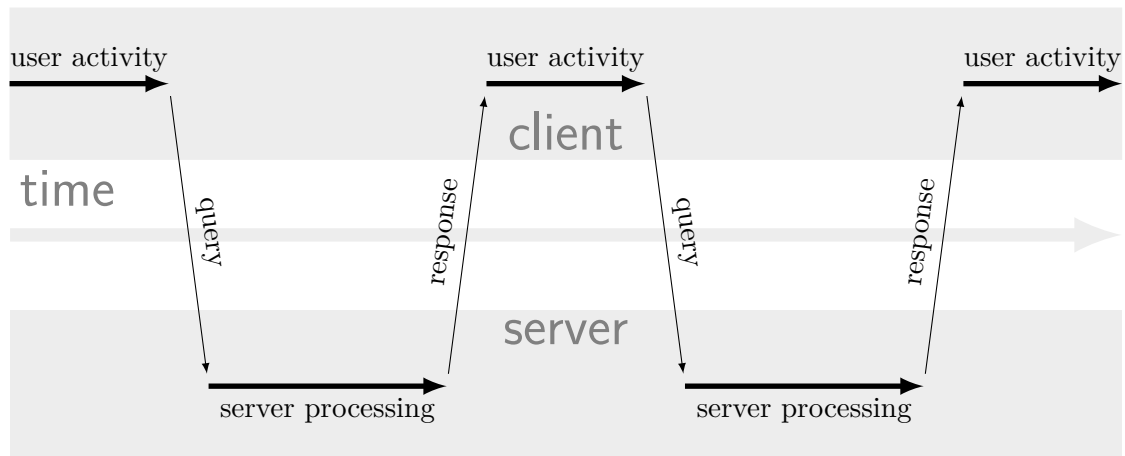 user activity
user activity
user activity
client
time
query
response
query
response
server
server processing
server processing